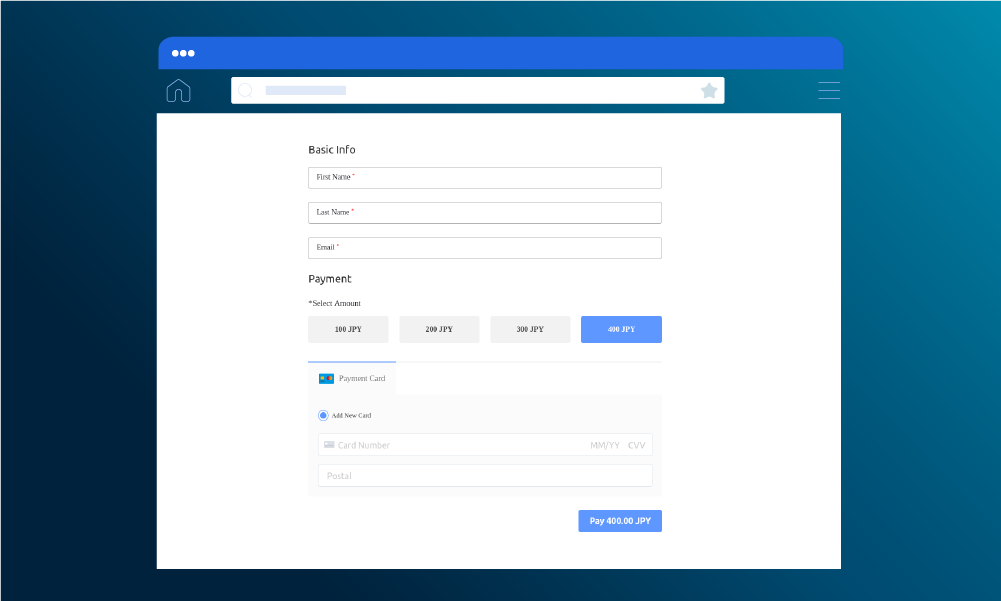 Basic Info
First Name *
Last Name *
Email *
Payment
*Select Amount
100 JPY 200 JPY 300 JPY 400 JPY
Payment Card
Add New Card
Card Number MM/YY CVV
Postal
Pay 400.00 JPY